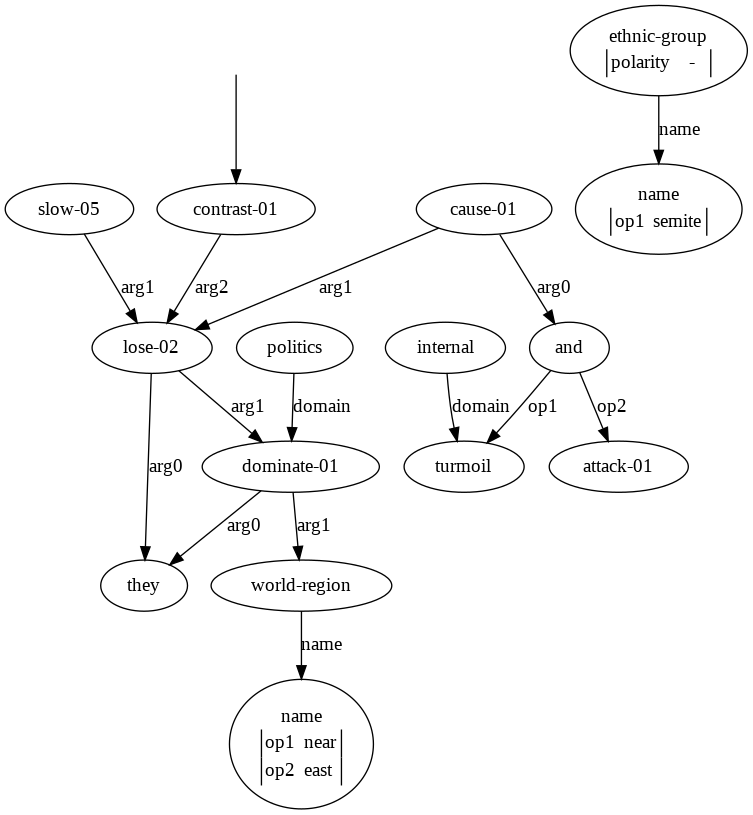 ethnic-group
polarity -
name
slow-05
contrast-01
cause-01
name
op1 semite
arg1
arg2
arg1
arg0
lose-02
politics
internal
and
arg1
domain
domain
op1
op2
arg0
dominate-01
turmoil
attack-01
arg0
arg1
they
world-region
name
name
op1 near
op2 east